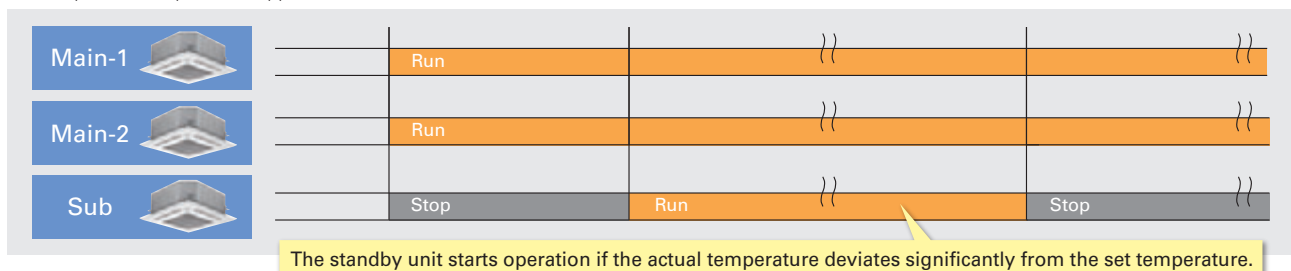 Main-1
Run
Main-2
Run
Sub
Stop
Run
Stop
The standby unit starts operation if the actual temperature deviates significantly from the set temperature.